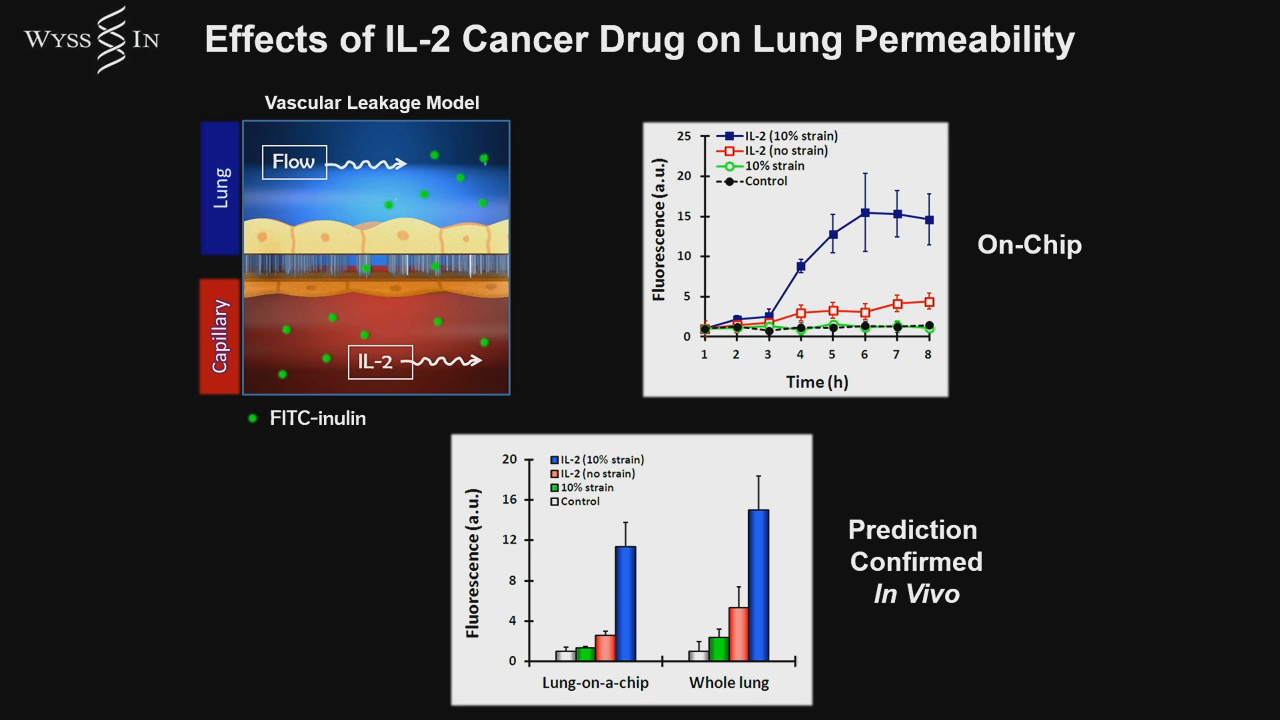 WYSS IN
Effects of IL-2 Cancer Drug on Lung Permeability
Vascular Leakage Model
Lung
Flow
Capillary
IL-2
FITC-inulin
25
20
15
10
5
0
Fluorescence (a.u.)
IL-2 (10% strain)
IL-2 (no strain)
10% strain
Control
1 2 3 4 5 6 7 8
Time (h)
On-Chip
20
16
12
8
4
0
Fluorescence (a.u.)
IL-2 (10% strain)
IL-2 (no strain)
10% strain
Control
Lung-on-a-chip Whole lung
Prediction
Confirmed
In Vivo